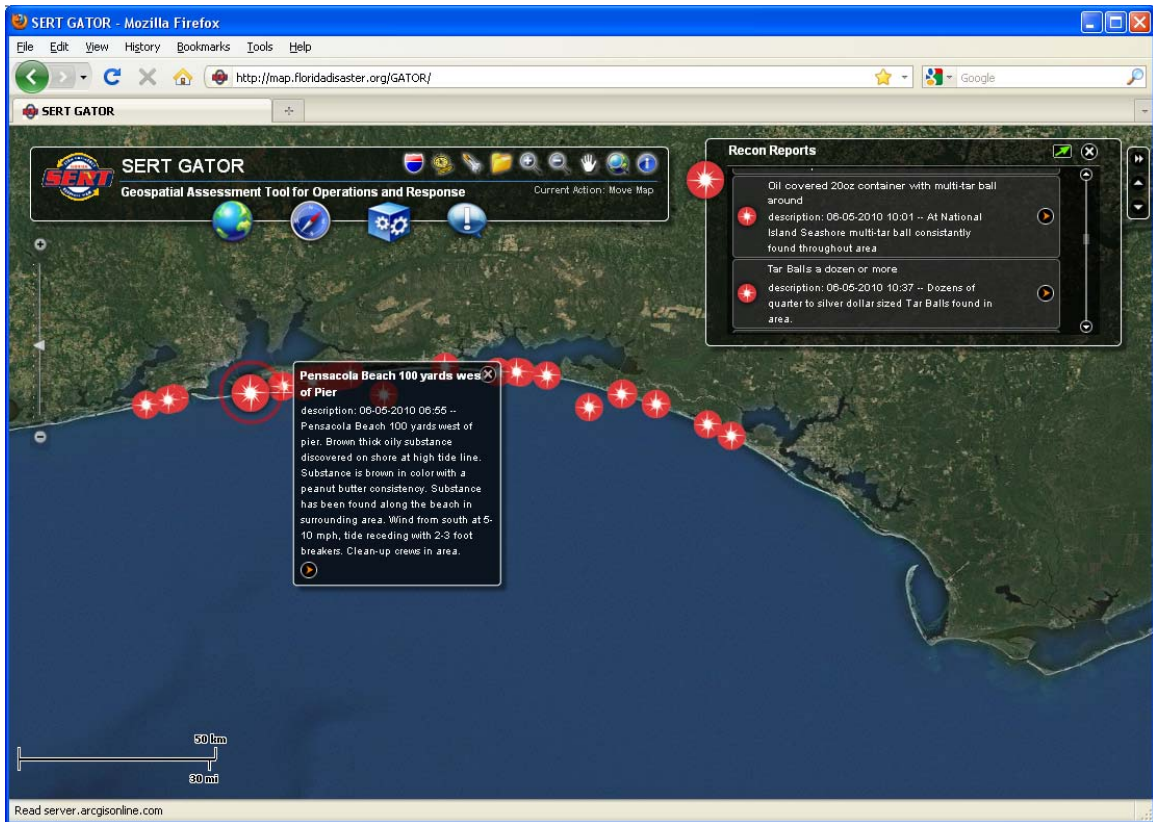 SERT GATOR - Mozilla Firefox
File Edit View History Bookmarks Tools Help
http://map.floridadisaster.org/GATOR/
Google
SERT GATOR
SERT
SERT GATOR
Geospatial Assessment Tool for Operations and Response
Current Action: Move Map
Recon Reports
Oil covered 20oz container with multi-tar ball
around
description: 06-05-2010 10:01 -- At National
Island Seashore multi-tar ball consistantly
found throughout area
Tar Balls a dozen or more
description: 06-05-2010 10:37 -- Dozens of
quarter to silver dollar sized Tar Balls found in
area.
Pensacola Beach 100 yards wes
of Pier
description: 06-05-2010 06:55 --
Pensacola Beach 100 yards west of
pier. Brown thick oily substance
discovered on shore at high tide line.
Substance is brown in color with a
peanut butter consistency. Substance
has been found along the beach in
surrounding area. Wind from south at 5-
10 mph, tide receding with 2-3 foot
breakers. Clean-up crews in area.
50 km
30 mi
Read server.arcgisonline.com